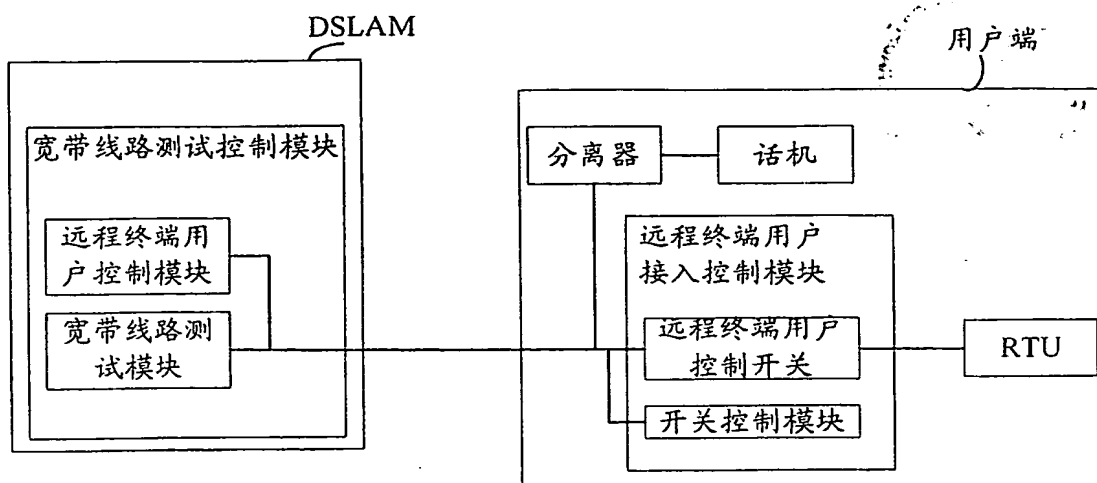 DSLAM
用户端
宽带线路测试控制模块
远程终端用
户控制模块
宽带线路测
试模块
分离器
话机
远程终端用户
接入控制模块
远程终端用户
控制开关
开关控制模块
RTU